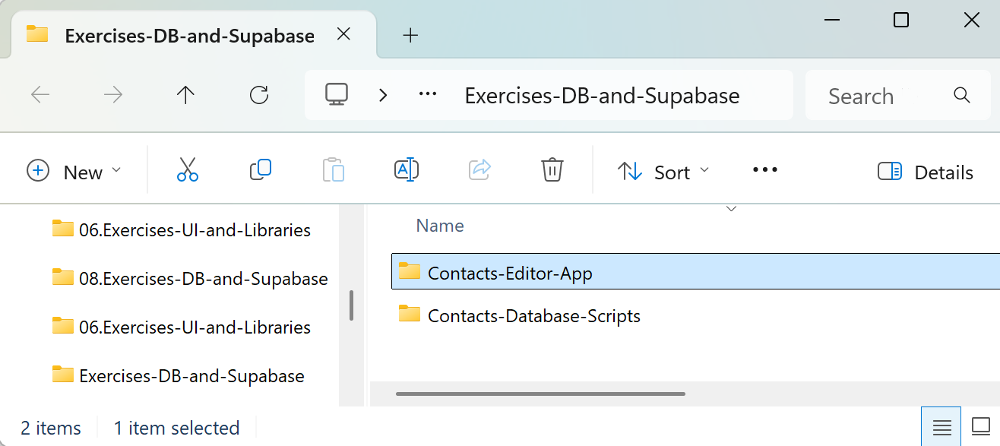 Exercises-DB-and-Supabase
Exercises-DB-and-Supabase
Search
New
Sort
Details
06.Exercises-UI-and-Libraries
08.Exercises-DB-and-Supabase
06.Exercises-UI-and-Libraries
Exercises-DB-and-Supabase
Name
Contacts-Editor-App
Contacts-Database-Scripts
2 items
1 item selected